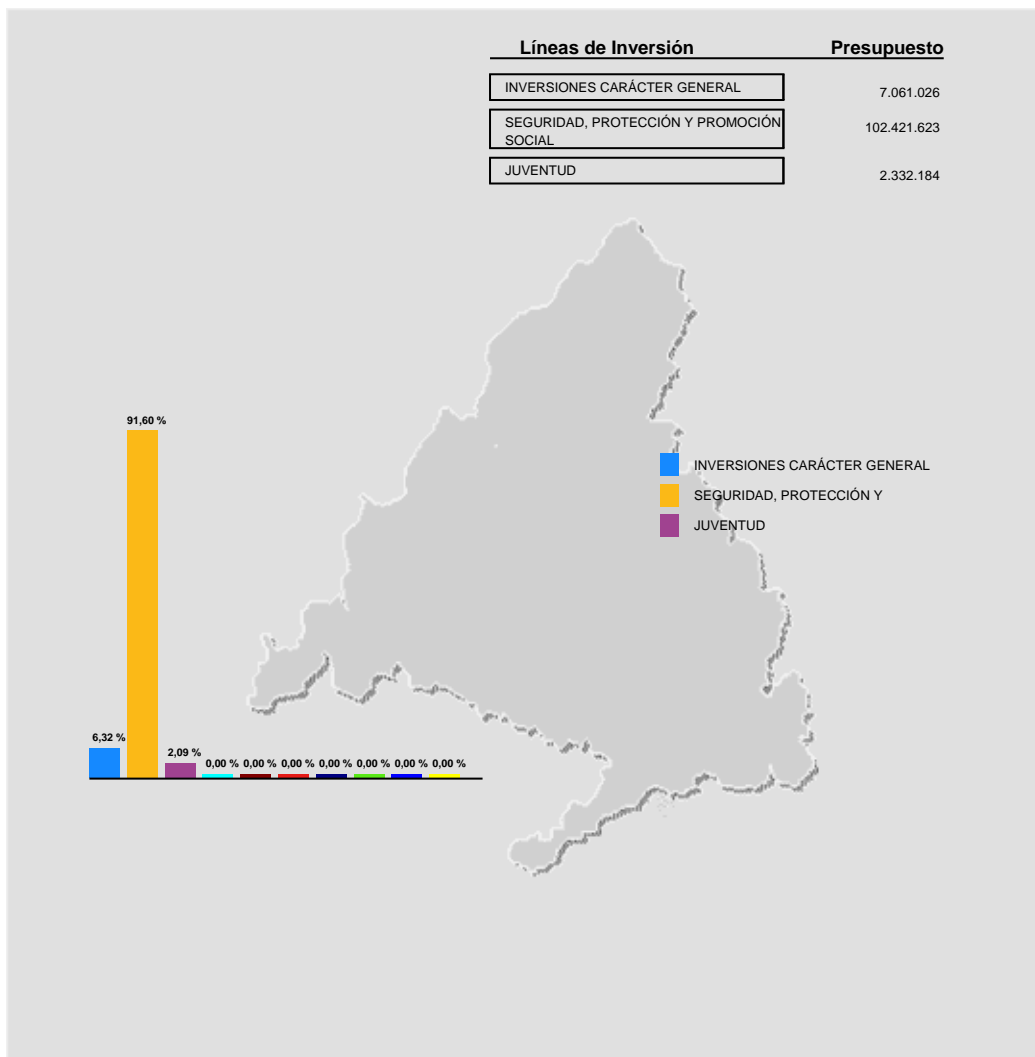 Líneas de Inversión Presupuesto
INVERSIONES CARÁCTER GENERAL 7.061.026
SEGURIDAD, PROTECCIÓN Y PROMOCIÓN 102.421.623
SOCIAL
JUVENTUD 2.332.184
91,60 %
INVERSIONES CARÁCTER GENERAL
SEGURIDAD, PROTECCIÓN Y
JUVENTUD
6,32 %
2,09 %
0,00 % 0,00 % 0,00 % 0,00 % 0,00 % 0,00 % 0,00 %